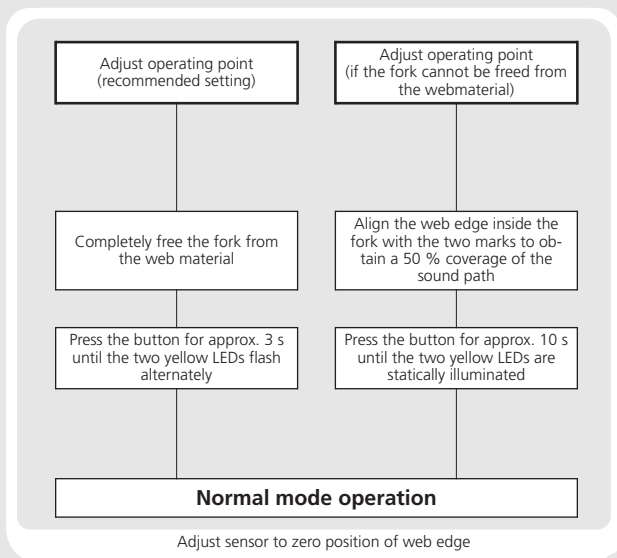 Adjust operating point
(recommended setting)
Adjust operating point
(if the fork cannot be freed from
the webmaterial)
Completely free the fork from
the web material
Align the web edge inside the
fork with the two marks to ob-
tain a 50 % coverage of the
sound path
Press the button for approx. 3 s
until the two yellow LEDs flash
alternately
Press the button for approx. 10 s
until the two yellow LEDs are
statically illuminated
Normal mode operation
Adjust sensor to zero position of web edge